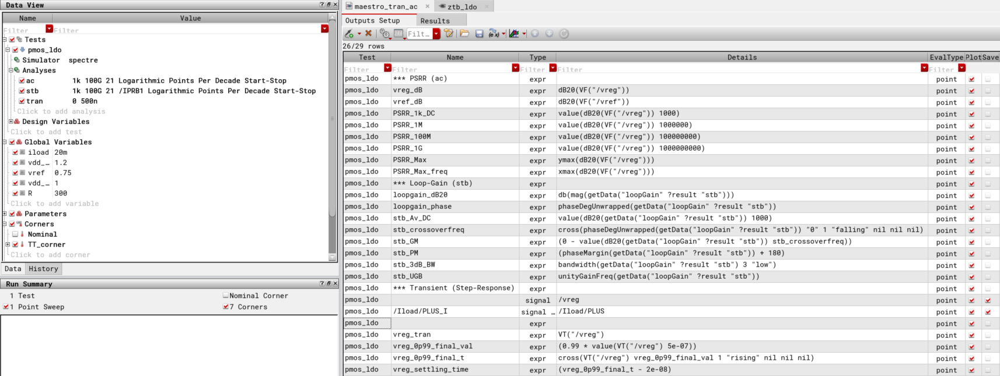 Data View
Name Value
Filter Filter
Tests
pmos_ldo
Simulator spectre
Analyses
ac 1k 100G 21 Logarithmic Points Per Decade Start-Stop
stb 1k 100G 21 /IPRB1 Logarithmic Points Per Decade Start-Stop
tran 0 500n
Click to add analysis
Design Variables
Click to add test
Global Variables
iload 20m
vdd_… 1.2
vref 0.75
vdd_… 1
R 300
Click to add variable
Parameters
Corners
Nominal
TT_corner
Click to add corner
Data History
Run Summary
1 Test Nominal Corner
1 Point Sweep 7 Corners
maestro_tran_ac ztb_ldo
Outputs Setup Results
Filt…
26/29 rows
Test Name Type Details EvalType Plot Save
Filter Filter Filter Filter Filter
pmos_ldo *** PSRR (ac) expr point
pmos_ldo vreg_dB expr dB20(VF("/vreg")) point
pmos_ldo vref_dB expr dB20(VF("/vref")) point
pmos_ldo PSRR_1k_DC expr value(dB20(VF("/vreg")) 1000) point
pmos_ldo PSRR_1M expr value(dB20(VF("/vreg")) 1000000) point
pmos_ldo PSRR_100M expr value(dB20(VF("/vreg")) 100000000) point
pmos_ldo PSRR_1G expr value(dB20(VF("/vreg")) 1000000000) point
pmos_ldo PSRR_Max expr ymax(dB20(VF("/vreg"))) point
pmos_ldo PSRR_Max_freq expr xmax(dB20(VF("/vreg"))) point
pmos_ldo *** Loop-Gain (stb) expr point
pmos_ldo loopgain_dB20 expr db(mag(getData("loopGain" ?result "stb"))) point
pmos_ldo loopgain_phase expr phaseDegUnwrapped(getData("loopGain" ?result "stb")) point
pmos_ldo stb_Av_DC expr value(dB20(getData("loopGain" ?result "stb")) 1000) point
pmos_ldo stb_crossoverfreq expr cross(phaseDegUnwrapped(getData("loopGain" ?result "stb")) "0" 1 "falling" nil nil nil) point
pmos_ldo stb_GM expr (0 - value(dB20(getData("loopGain" ?result "stb")) stb_crossoverfreq)) point
pmos_ldo stb_PM expr (phaseMargin(getData("loopGain" ?result "stb")) + 180) point
pmos_ldo stb_3dB_BW expr bandwidth(getData("loopGain" ?result "stb") 3 "low") point
pmos_ldo stb_UGB expr unityGainFreq(getData("loopGain" ?result "stb")) point
pmos_ldo *** Transient (Step-Response) expr point
pmos_ldo signal /vreg point
pmos_ldo /Iload/PLUS_I signal … /Iload/PLUS point
pmos_ldo expr point
pmos_ldo vreg_tran expr VT("/vreg") point
pmos_ldo vreg_0p99_final_val expr (0.99 * value(VT("/vreg") 5e-07)) point
pmos_ldo vreg_0p99_final_t expr cross(VT("/vreg") vreg_0p99_final_val 1 "rising" nil nil nil) point
pmos_ldo vreg_settling_time expr (vreg_0p99_final_t - 2e-08) point